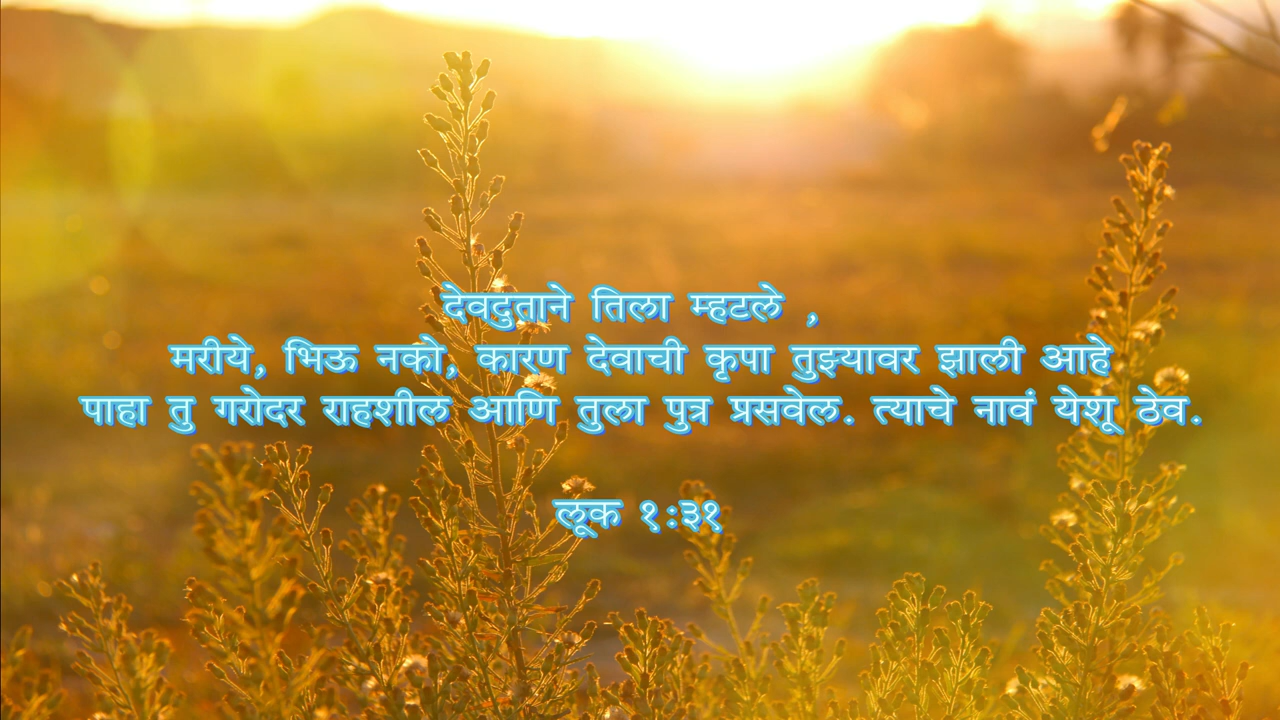 देवदुताने तिला म्हटले ,
मरीये, भिऊ नको, कारण देवाची कृपा तुझ्यावर झाली आहे
पाहा तु गरोदर राहशील आणि तुला पुत्र प्रसवेल. त्याचे नावं येशू ठेव.
लूक १:३१